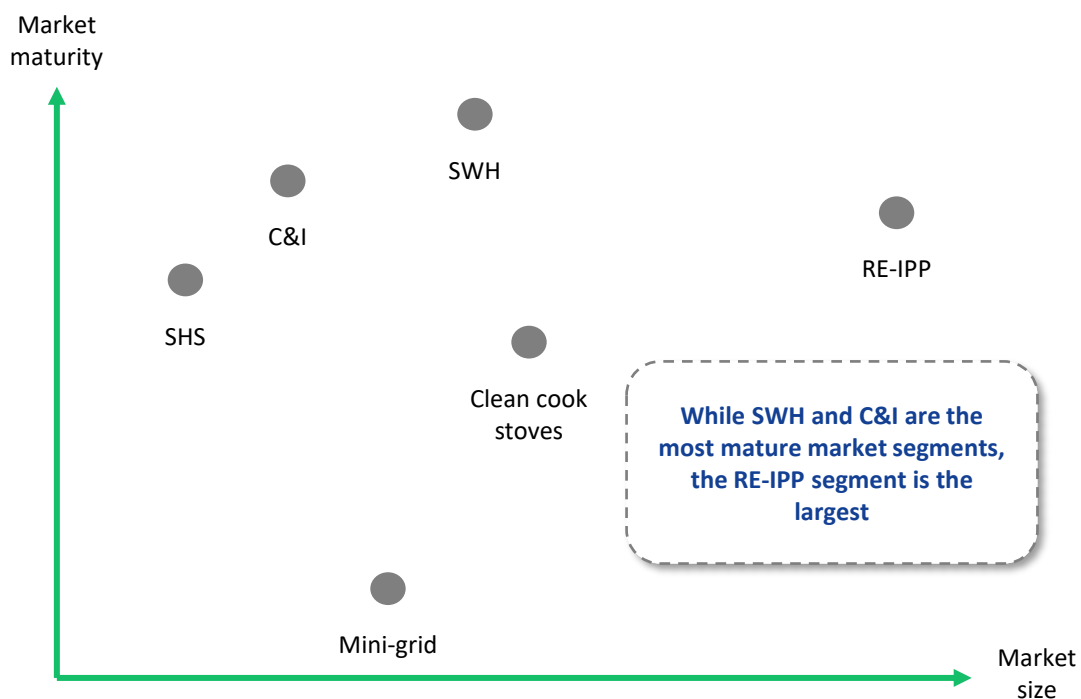 Market
maturity
SWH
C&I
RE-IPP
SHS
Clean cook
stoves
While SWH and C&I are the
most mature market segments,
the RE-IPP segment is the
largest
Mini-grid
Market
size